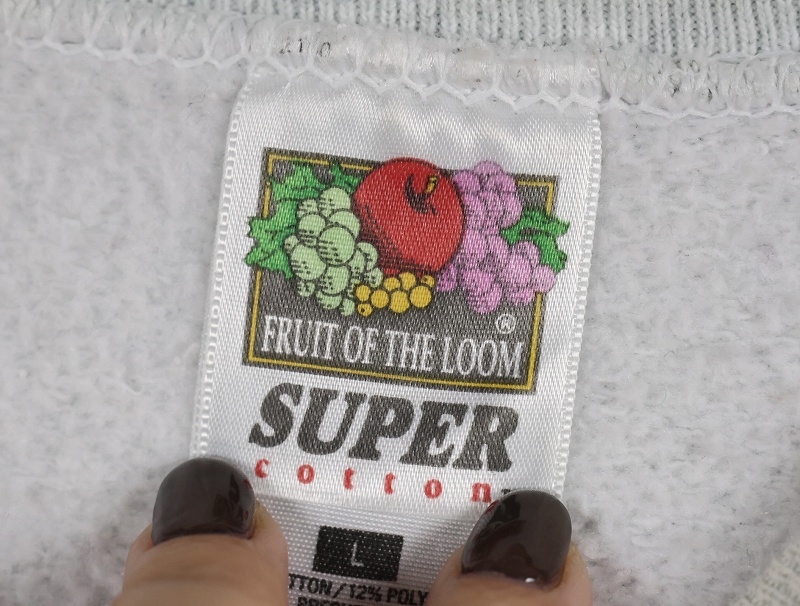 ®
FRUIT OF THE LOOM
SUPER
cotton
L
TTON/12% POLY